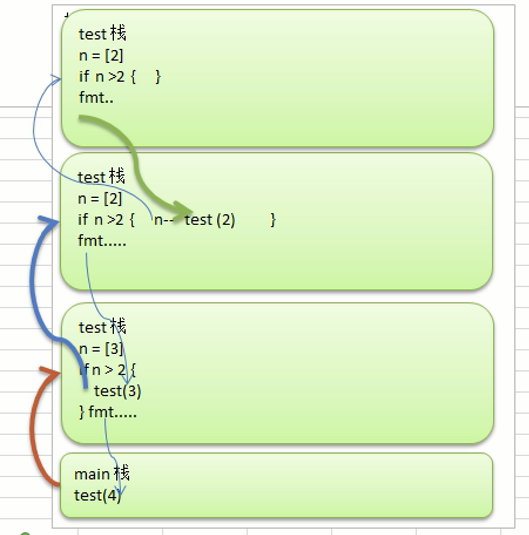 test 栈
n = [2]
if n >2 { }
fmt..
test 栈
n = [2]
if n >2 { n-- test (2) }
fmt.....
test 栈
n = [3]
if n > 2 {
test(3)
} fmt.....
main 栈
test(4)